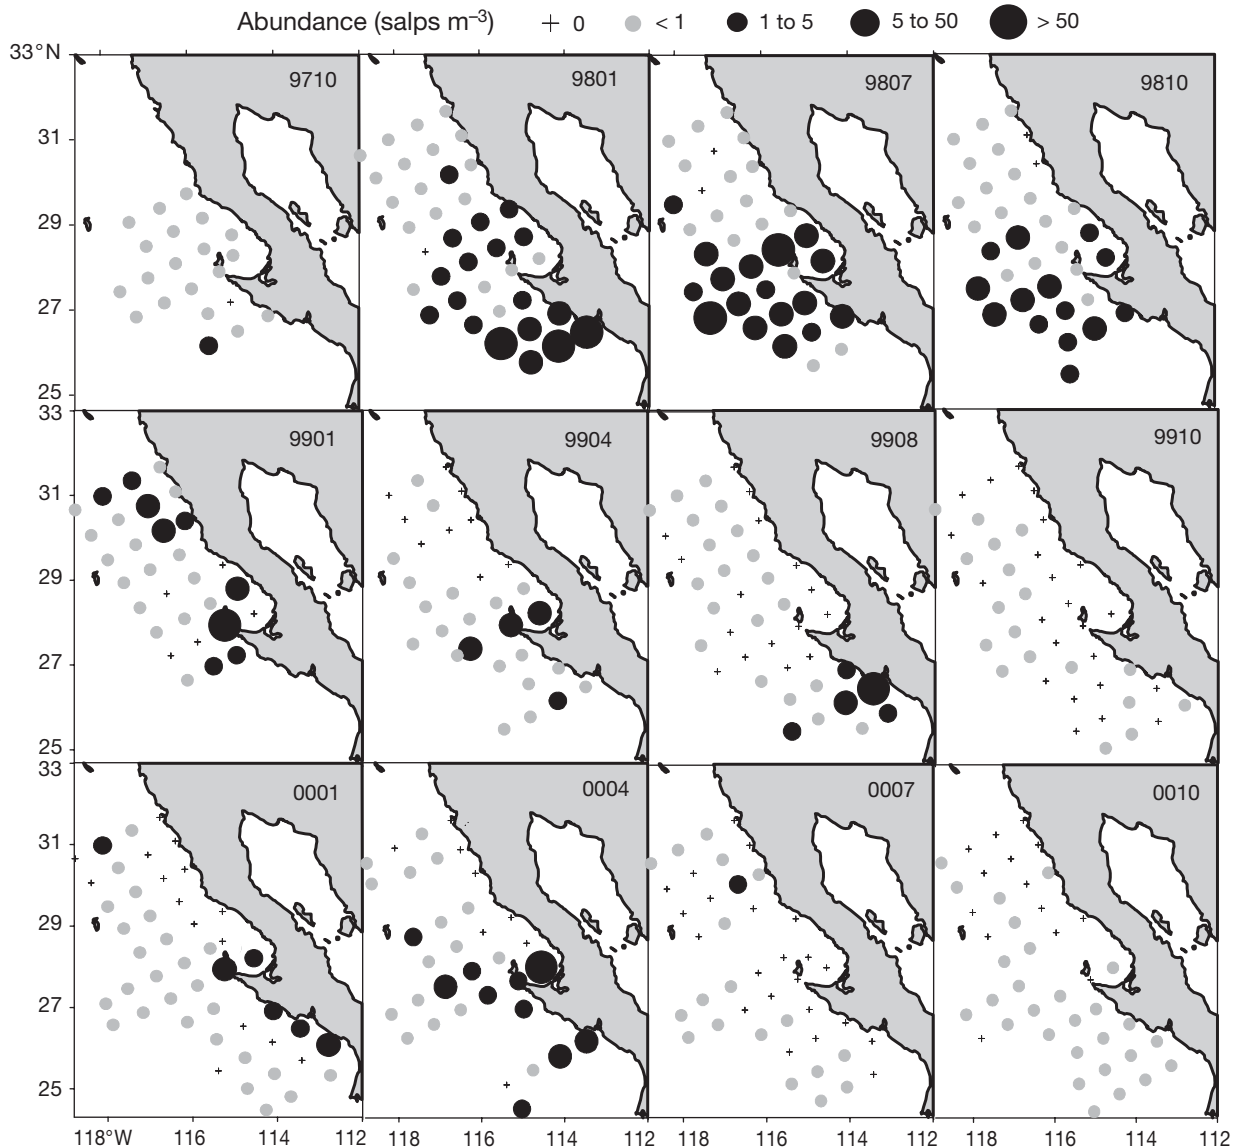 Abundance (salps m⁻³) + 0 < 1 1 to 5 5 to 50 > 50
33°N
9710 9801 9807 9810
31
29
27
25
33
9901 9904 9908 9910
31
29
27
25
33
0001 0004 0007 0010
31
29
27
25
118°W 116 114 112 118 116 114 112 118 116 114 112 118 116 114 112